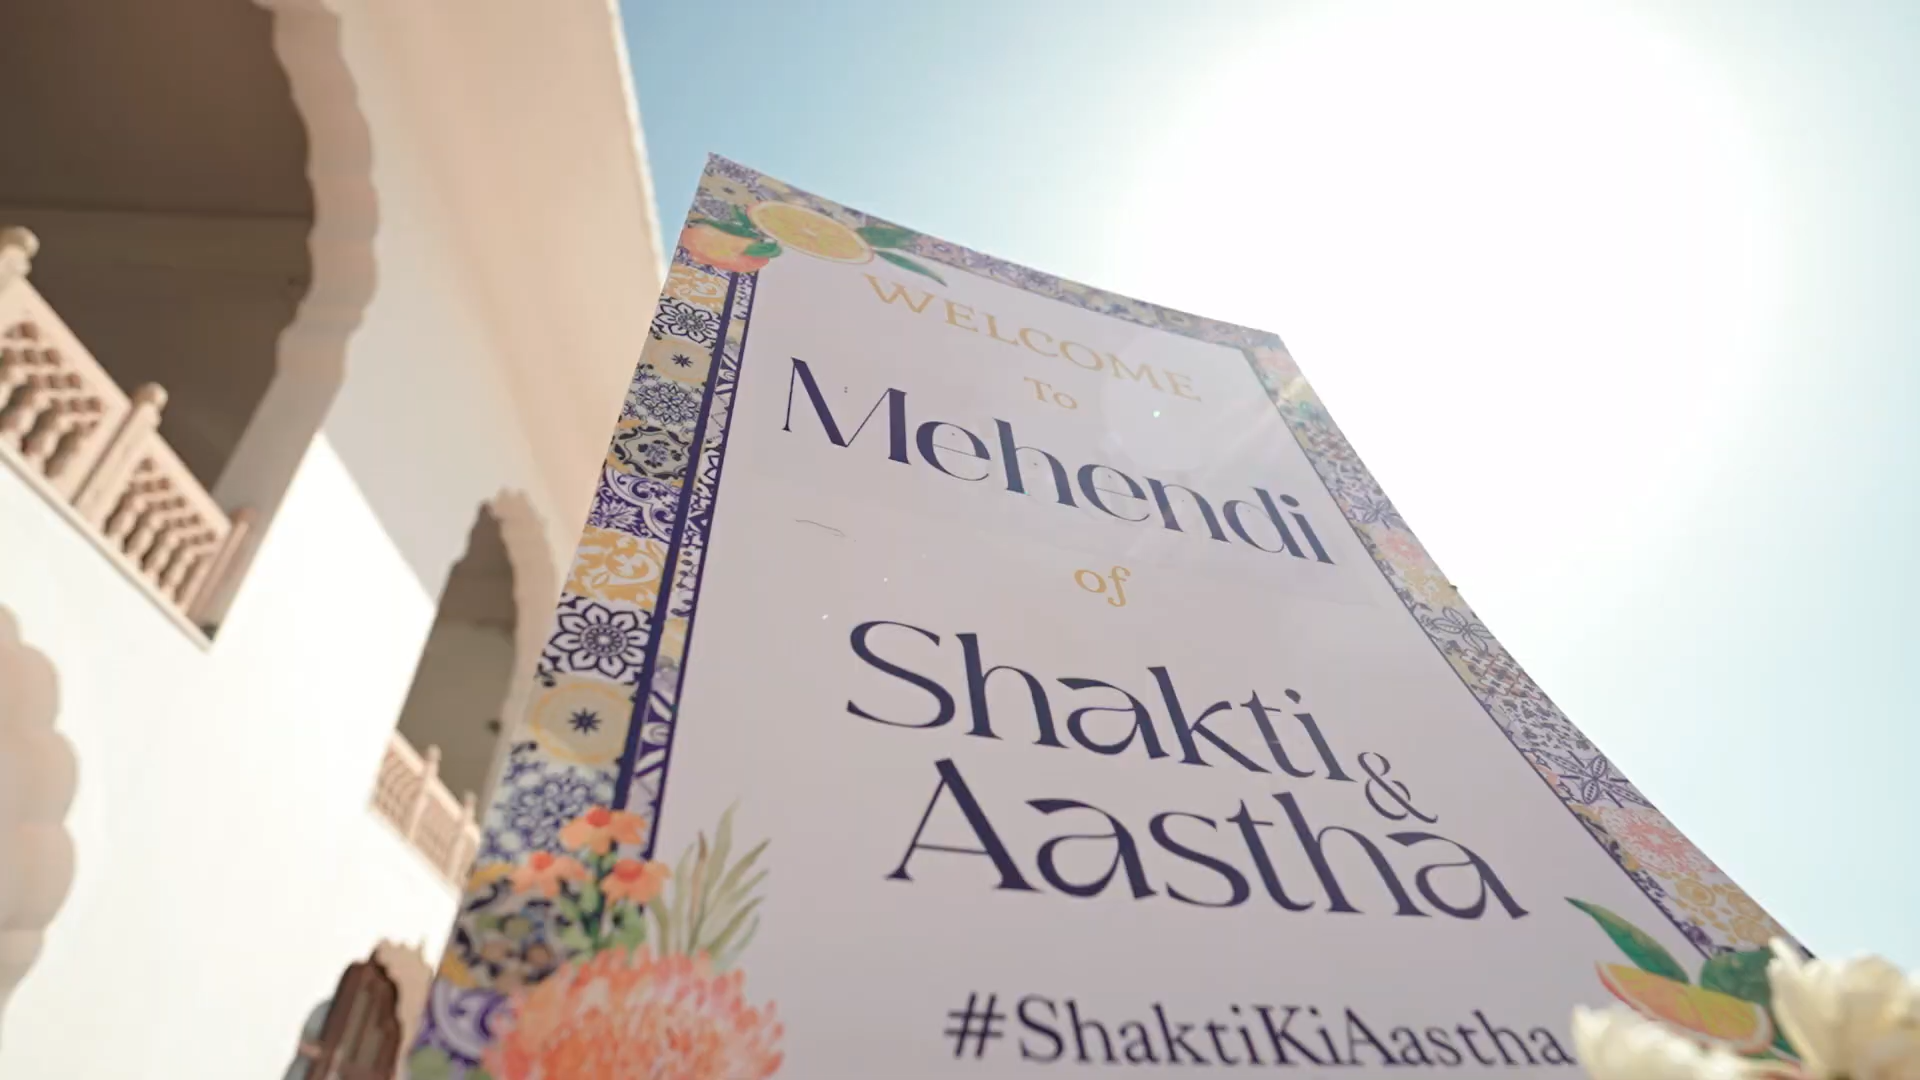 WELCOME
To
Mehendi
of
Shakti
&
Aastha
#ShaktiKiAastha